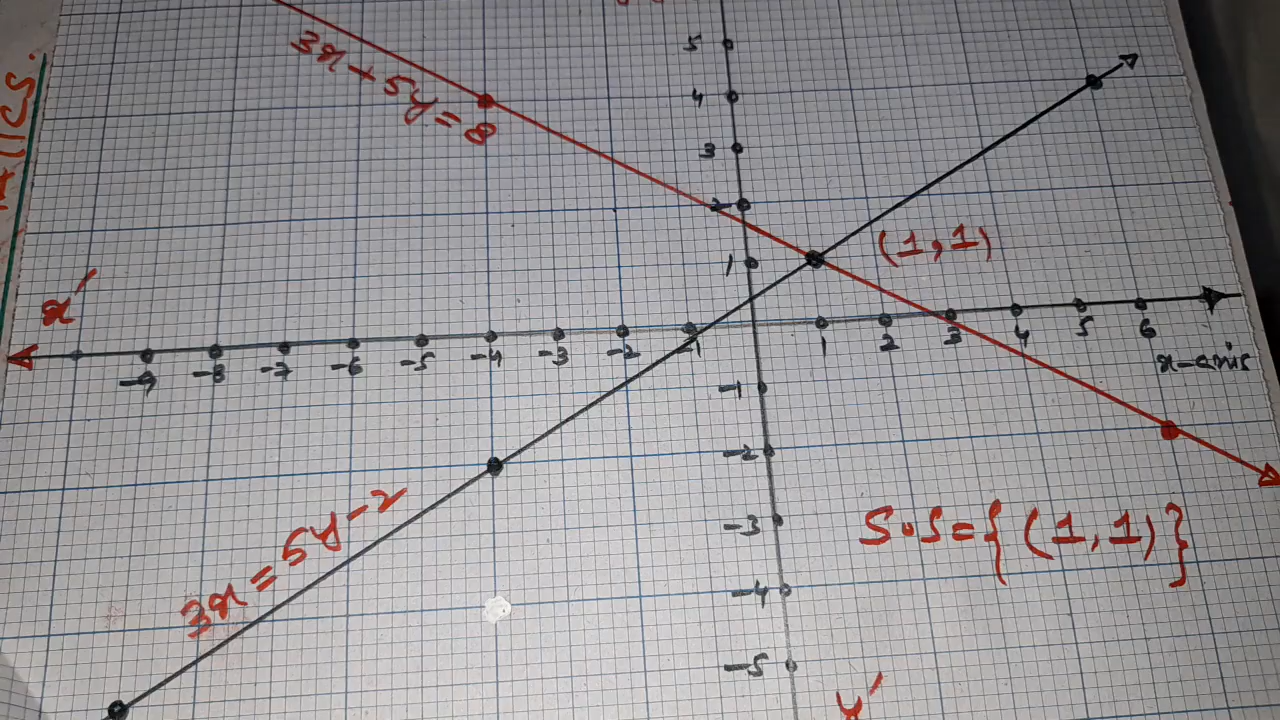 3x + 5y = 8
5
4
3
2
1
(1,1)
x′
-9 -8 -7 -6 -5 -4 -3 -2 -1 1 2 3 4 5 6
x-axis
-1
-2
-3
-4
-5
3x = 5y - 2
S.S = {(1,1)}
y′